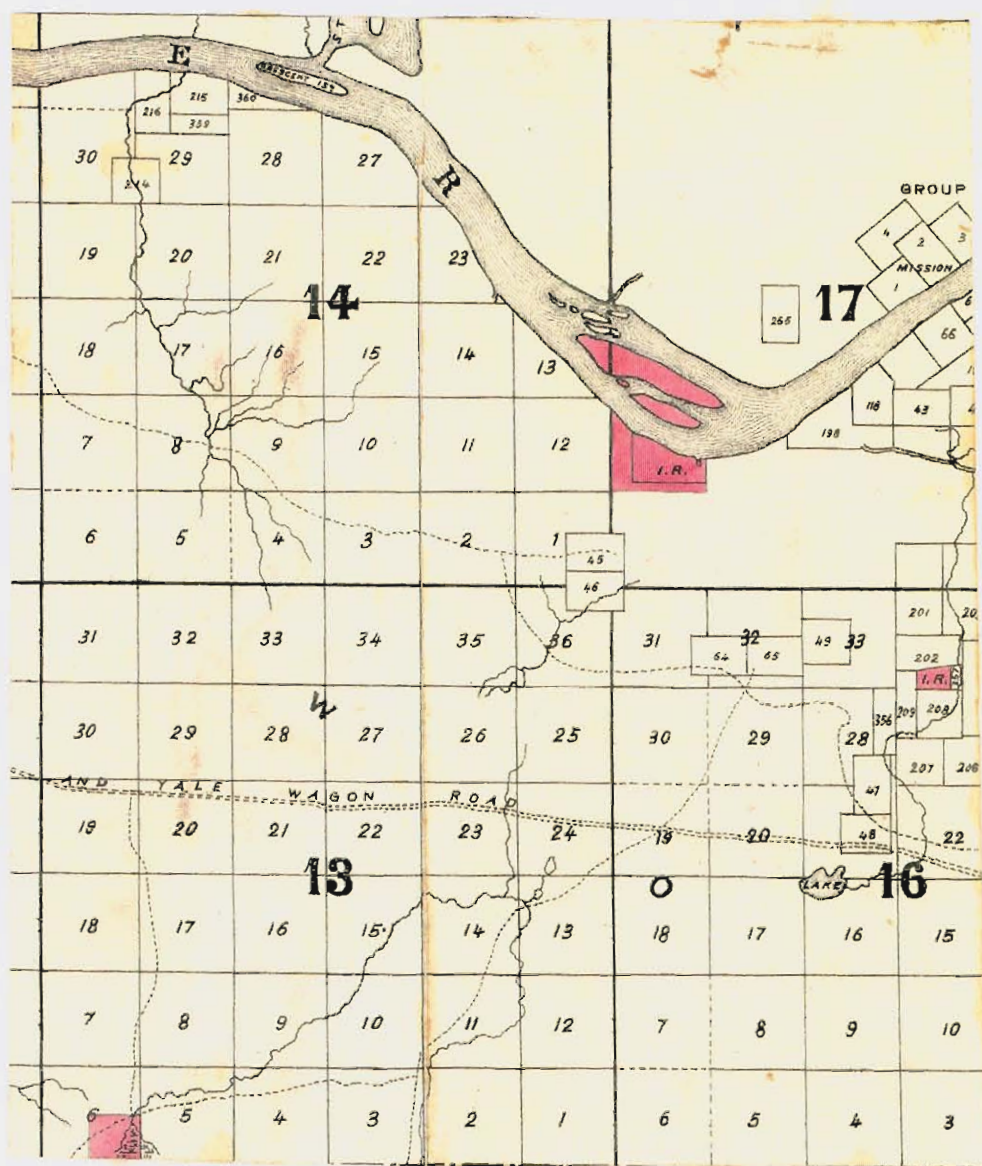 E
CRESCENT ISD
215
360
216
359
30 29 28 27
214
R
GROUP
4
2
3
MISSION
1
19 20 21 22 23
14
17
265
66
18 17 16 15 14 13
118
43
198
7 8 9 10 11 12
I.R.
6 5 4 3 2 1
45
46
201
31 32 33 34 35 36 31 32 33
64 65
49
202
I.R.
30 29 28 27 26 25 30 29 28
356
209
208
207
206
AND YALE WAGON ROAD
47
48
19 20 21 22 23 24 19 20 22
13
O
LAKE
16
18 17 16 15 14 13 18 17 16 15
7 8 9 10 11 12 7 8 9 10
6 5 4 3 2 1 6 5 4 3